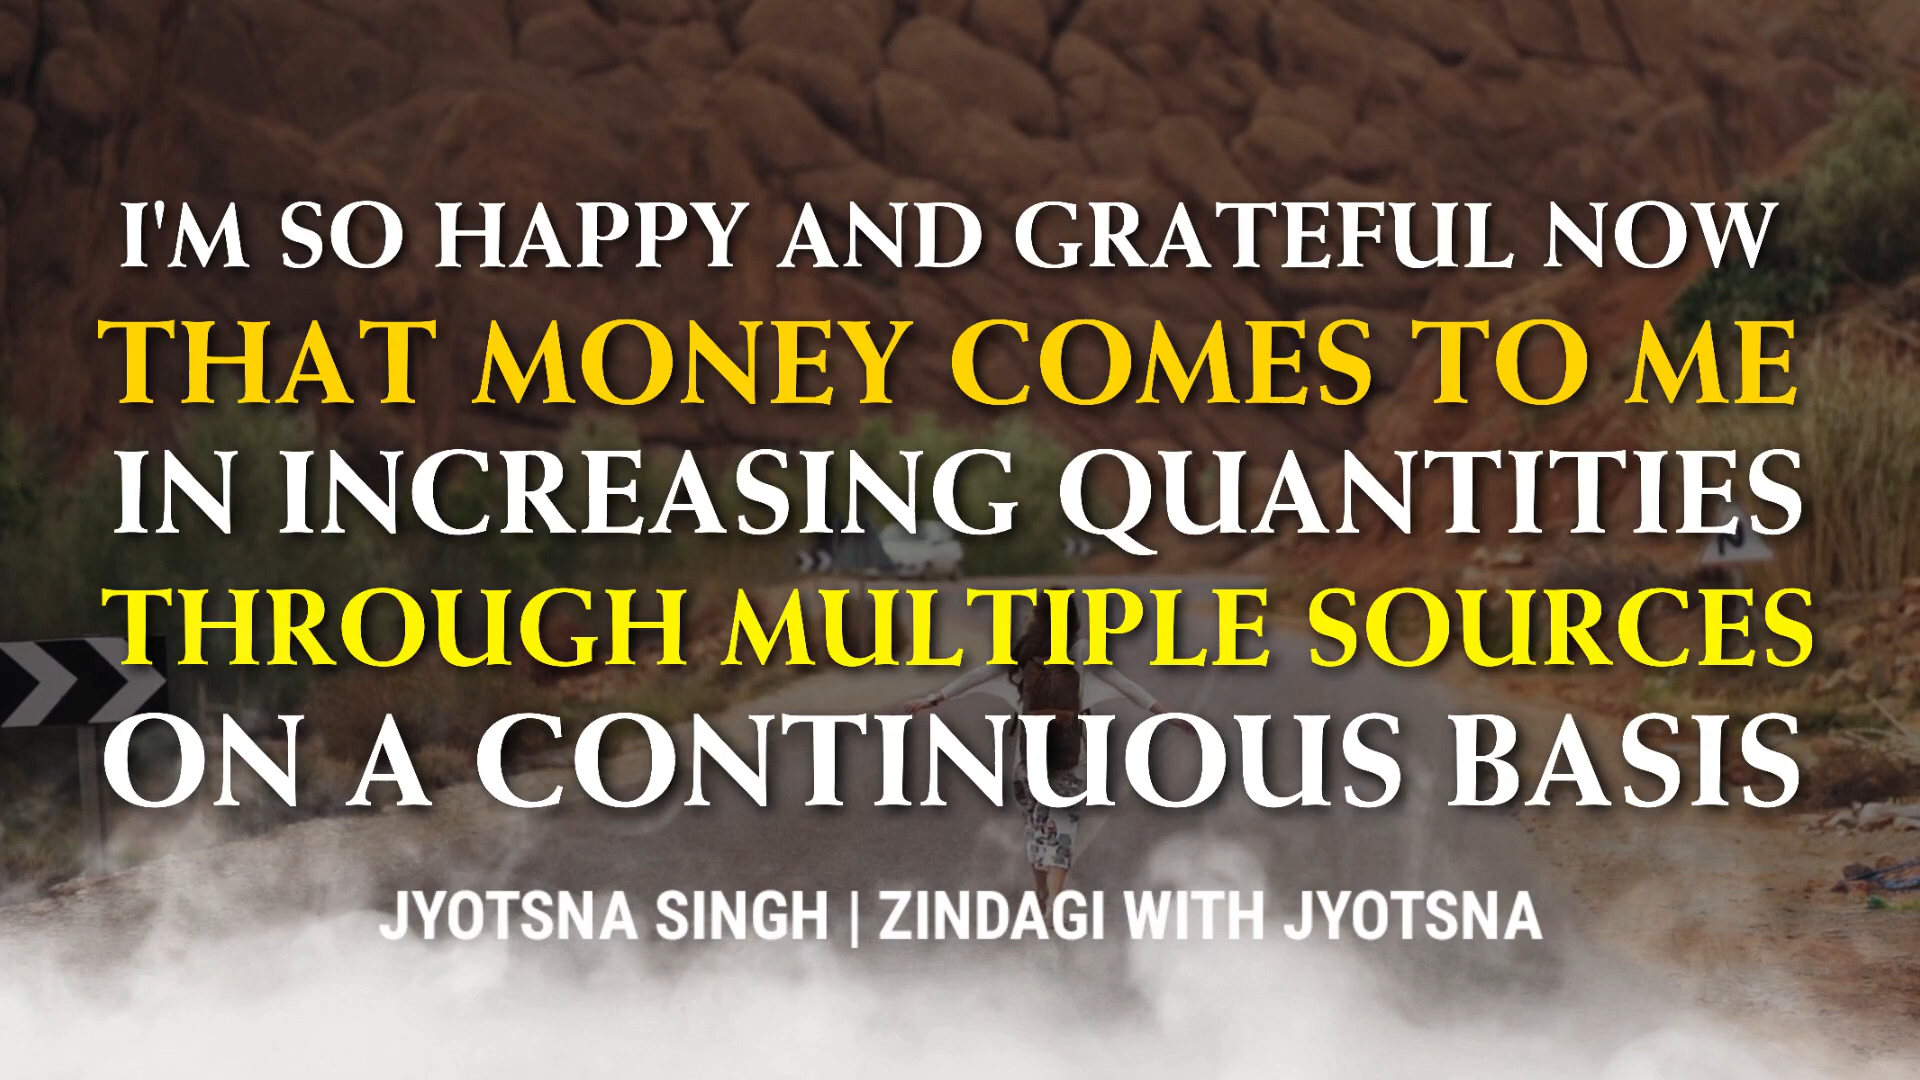 I'M SO HAPPY AND GRATEFUL NOW
THAT MONEY COMES TO ME
IN INCREASING QUANTITIES
THROUGH MULTIPLE SOURCES
ON A CONTINUOUS BASIS
JYOTSNA SINGH | ZINDAGI WITH JYOTSNA